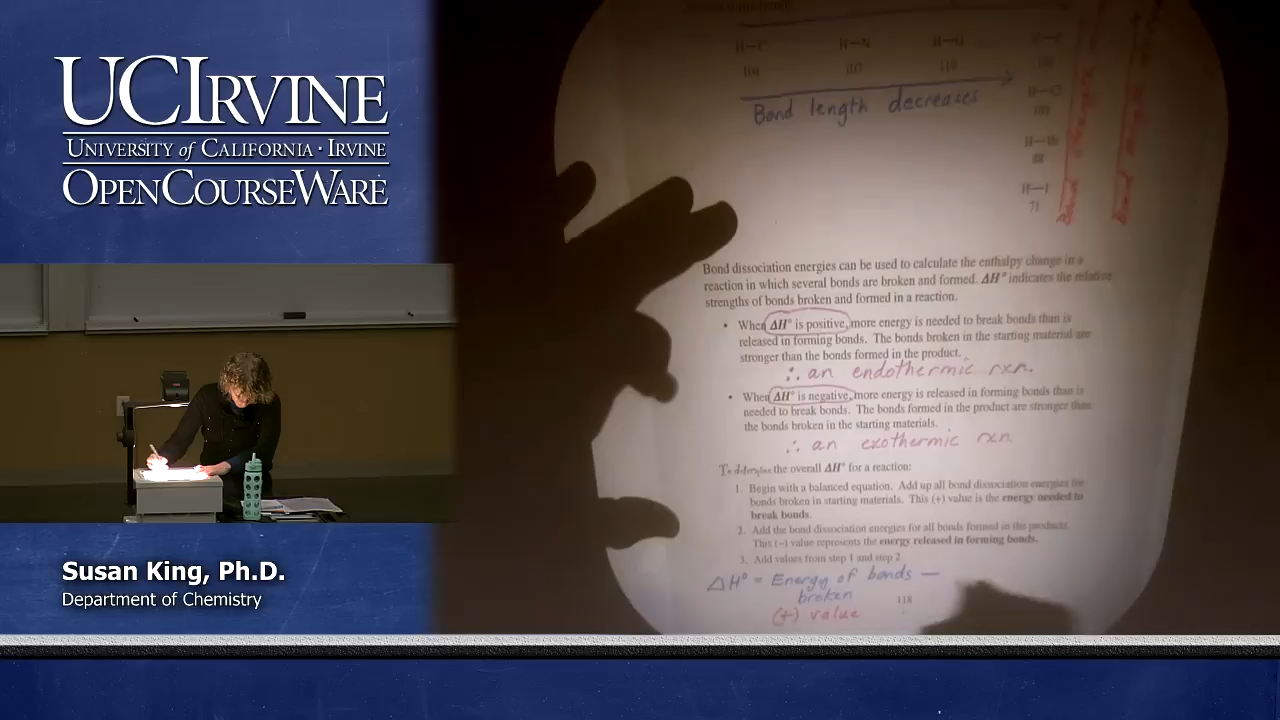 UCIRVINE
UNIVERSITY of CALIFORNIA · IRVINE
OPENCOURSEWARE
Susan King, Ph.D.
Department of Chemistry
H—C H—N H—O
104 107 119
Bond length decreases
H—Cl
103
H—Br
88
H—I
71
Bond dissociation energies can be used to calculate the enthalpy change in a
reaction in which several bonds are broken and formed. ΔH° indicates the relative
strengths of bonds broken and formed in a reaction.
• When ΔH° is positive, more energy is needed to break bonds than is
released in forming bonds. The bonds broken in the starting material are
stronger than the bonds formed in the product.
∴ an endothermic rxn.
• When ΔH° is negative, more energy is released in forming bonds than is
needed to break bonds. The bonds formed in the product are stronger than
the bonds broken in the starting materials.
∴ an exothermic rxn.
To determine the overall ΔH° for a reaction:
1. Begin with a balanced equation. Add up all bond dissociation energies for
bonds broken in starting materials. This (+) value is the energy needed to
break bonds.
2. Add the bond dissociation energies for all bonds formed in the products.
This (−) value represents the energy released in forming bonds.
3. Add values from step 1 and step 2
ΔH° = Energy of bonds —
broken
(+) value
118